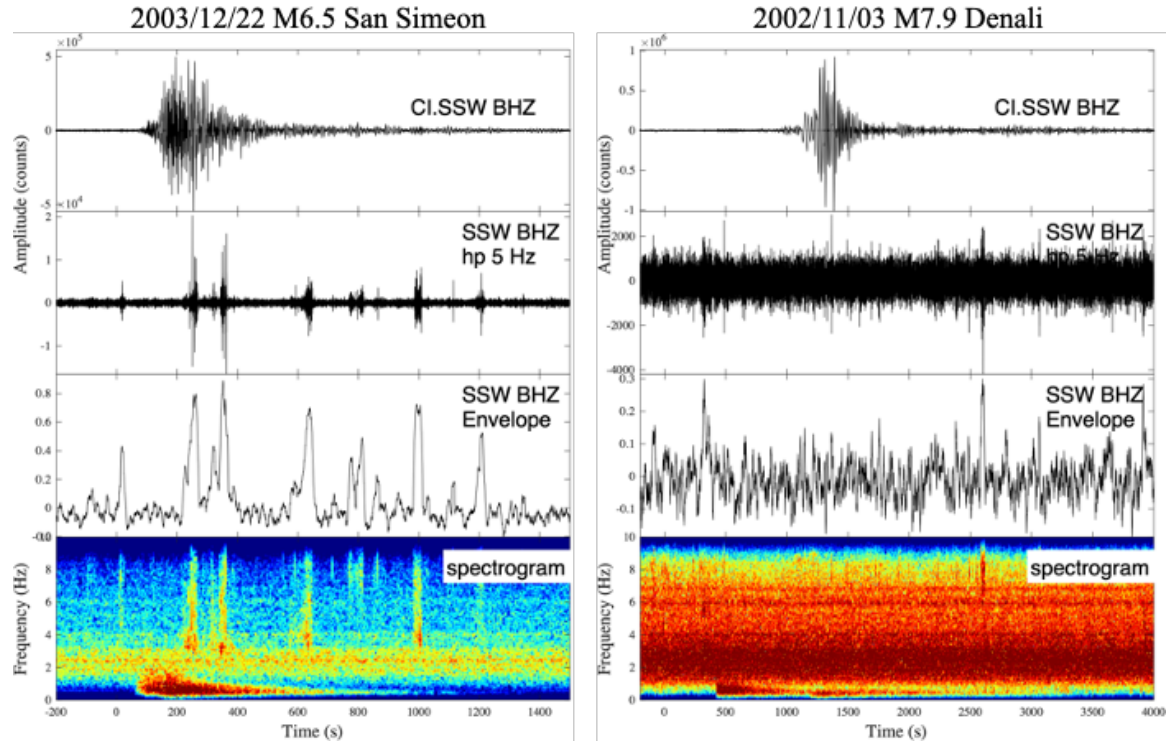 2003/12/22 M6.5 San Simeon
×10⁵
5
0
-5
CI.SSW BHZ
Amplitude (counts)
×10⁴
2
1
0
-1
SSW BHZ
hp 5 Hz
0.8
0.6
0.4
0.2
0
SSW BHZ
Envelope
10
8
6
4
2
0
Frequency (Hz)
spectrogram
-200 0 200 400 600 800 1000 1200 1400
Time (s)
2002/11/03 M7.9 Denali
×10⁶
1
0.5
0
-0.5
-1
CI.SSW BHZ
Amplitude (counts)
2000
0
-2000
-4000
SSW BHZ
hp 5 Hz
0.3
0.2
0.1
0
-0.1
SSW BHZ
Envelope
10
8
6
4
2
0
Frequency (Hz)
spectrogram
0 500 1000 1500 2000 2500 3000 3500 4000
Time (s)